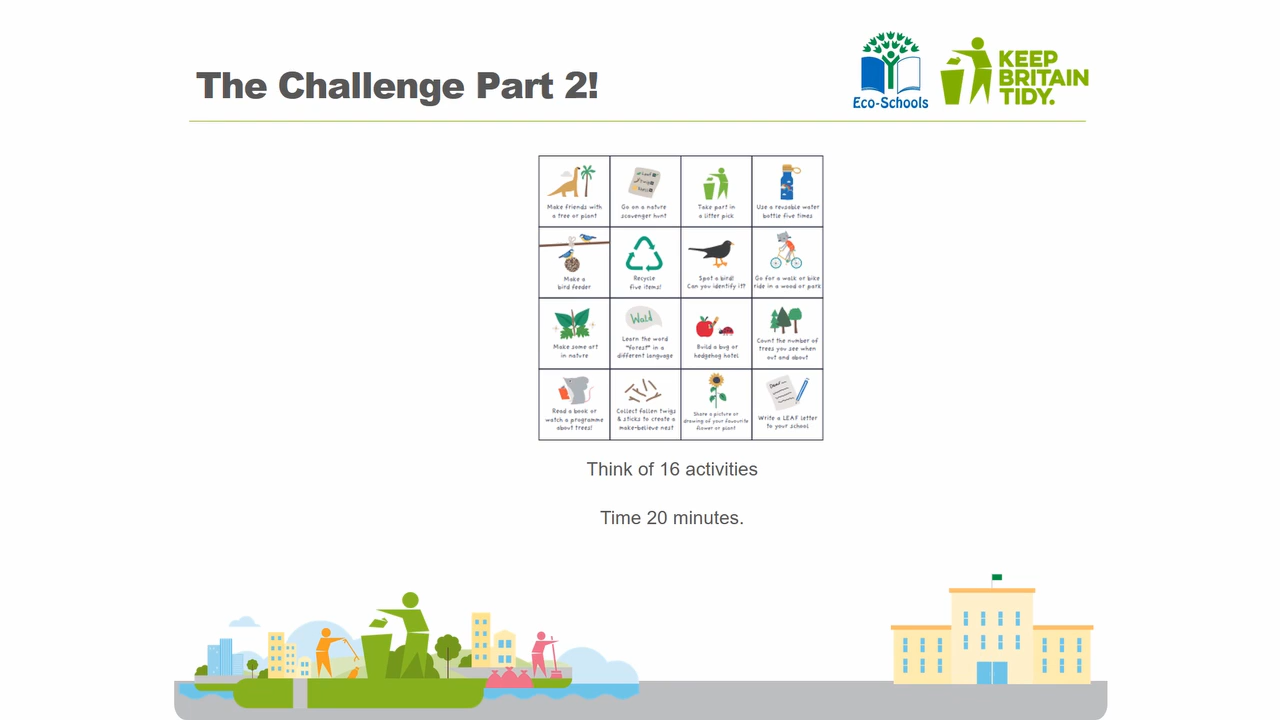 The Challenge Part 2!
Eco-Schools
KEEP
BRITAIN
TIDY.
Make friends with
a tree or plant
Go on a nature
scavenger hunt
Take part in
a litter pick
Use a reusable water
bottle five times
Make a
bird feeder
Recycle
five items!
Spot a bird!
Can you identify it?
Go for a walk or bike
ride in a wood or park
Make some art
in nature
Wald
Learn the word
"forest" in a
different language
Build a bug or
hedgehog hotel
Count the number of
trees you see when
out and about
Read a book or
watch a programme
about trees!
Collect fallen twigs
& sticks to create a
make-believe nest
Share a picture or
drawing of your favourite
flower or plant
Write a LEAF letter
to your school
Think of 16 activities
Time 20 minutes.